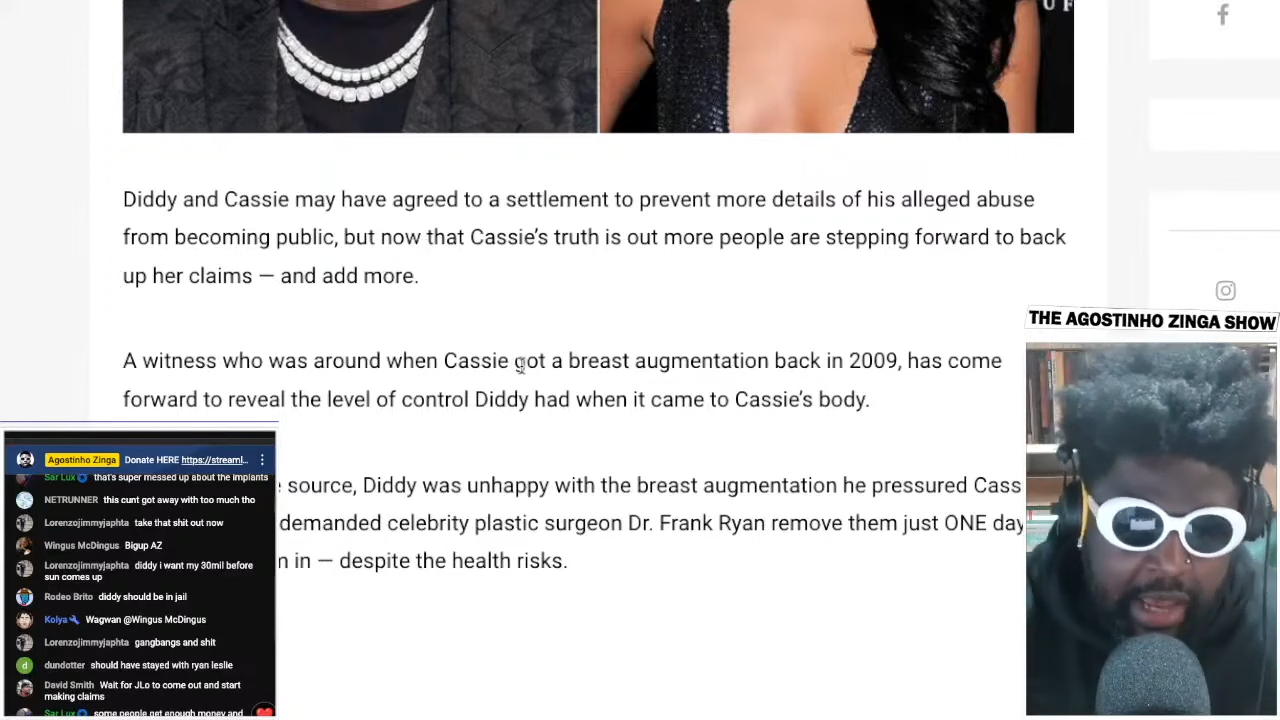 UF
Diddy and Cassie may have agreed to a settlement to prevent more details of his alleged abuse
from becoming public, but now that Cassie’s truth is out more people are stepping forward to back
up her claims — and add more.
THE AGOSTINHO ZINGA SHOW
A witness who was around when Cassie got a breast augmentation back in 2009, has come
forward to reveal the level of control Diddy had when it came to Cassie’s body.
source, Diddy was unhappy with the breast augmentation he pressured Cass
demanded celebrity plastic surgeon Dr. Frank Ryan remove them just ONE day
in — despite the health risks.
Agostinho Zinga Donate HERE https://streaml...
Sar Lux that's super messed up about the implants
NETRUNNER this cunt got away with too much tho
Lorenzojimmyjaphta take that shit out now
Wingus McDingus Bigup AZ
Lorenzojimmyjaphta diddy i want my 30mil before
sun comes up
Rodeo Brito diddy should be in jail
Kolya Wagwan @Wingus McDingus
Lorenzojimmyjaphta gangbangs and shit
dundotter should have stayed with ryan leslie
David Smith Wait for JLo to come out and start
making claims
Sar Lux some people get enough money and